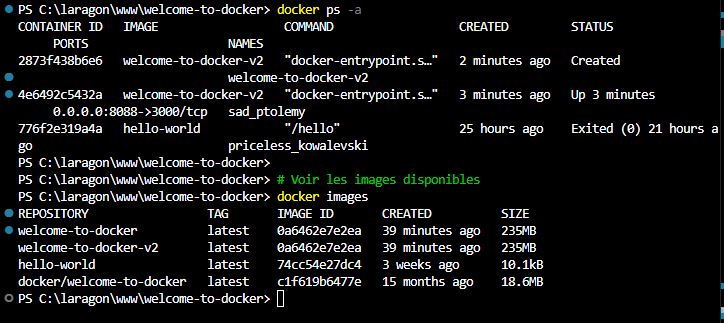 PS C:\laragon\www\welcome-to-docker> docker ps -a
CONTAINER ID   IMAGE                  COMMAND                  CREATED          STATUS
     PORTS                    NAMES
2873f438b6e6   welcome-to-docker-v2   "docker-entrypoint.s…"   2 minutes ago    Created
                              welcome-to-docker-v2
4e6492c5432a   welcome-to-docker-v2   "docker-entrypoint.s…"   3 minutes ago    Up 3 minutes
     0.0.0.0:8088->3000/tcp   sad_ptolemy
776f2e319a4a   hello-world            "/hello"                 25 hours ago     Exited (0) 21 hours a
go                            priceless_kowalevski
PS C:\laragon\www\welcome-to-docker>
PS C:\laragon\www\welcome-to-docker> # Voir les images disponibles
PS C:\laragon\www\welcome-to-docker> docker images
REPOSITORY                 TAG       IMAGE ID       CREATED          SIZE
welcome-to-docker          latest    0a6462e7e2ea   39 minutes ago   235MB
welcome-to-docker-v2       latest    0a6462e7e2ea   39 minutes ago   235MB
hello-world                latest    74cc54e27dc4   3 weeks ago      10.1kB
docker/welcome-to-docker   latest    c1f619b6477e   15 months ago    18.6MB
PS C:\laragon\www\welcome-to-docker>